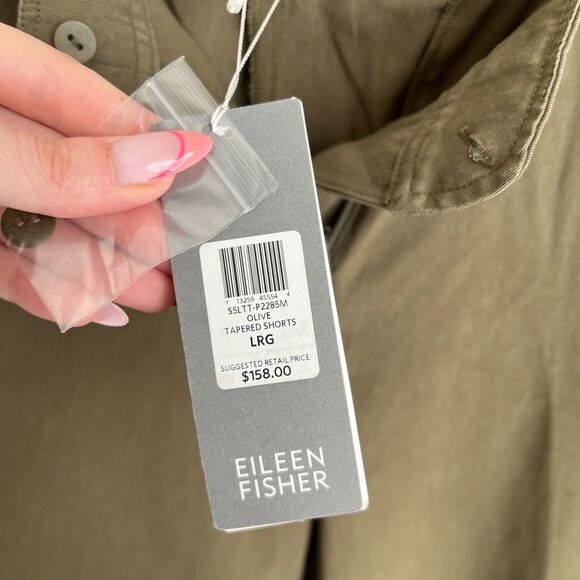 7 13259 45554 4
S5LTT-P2285M
OLIVE
TAPERED SHORTS
LRG
SUGGESTED RETAIL PRICE
$158.00
EILEEN
FISHER